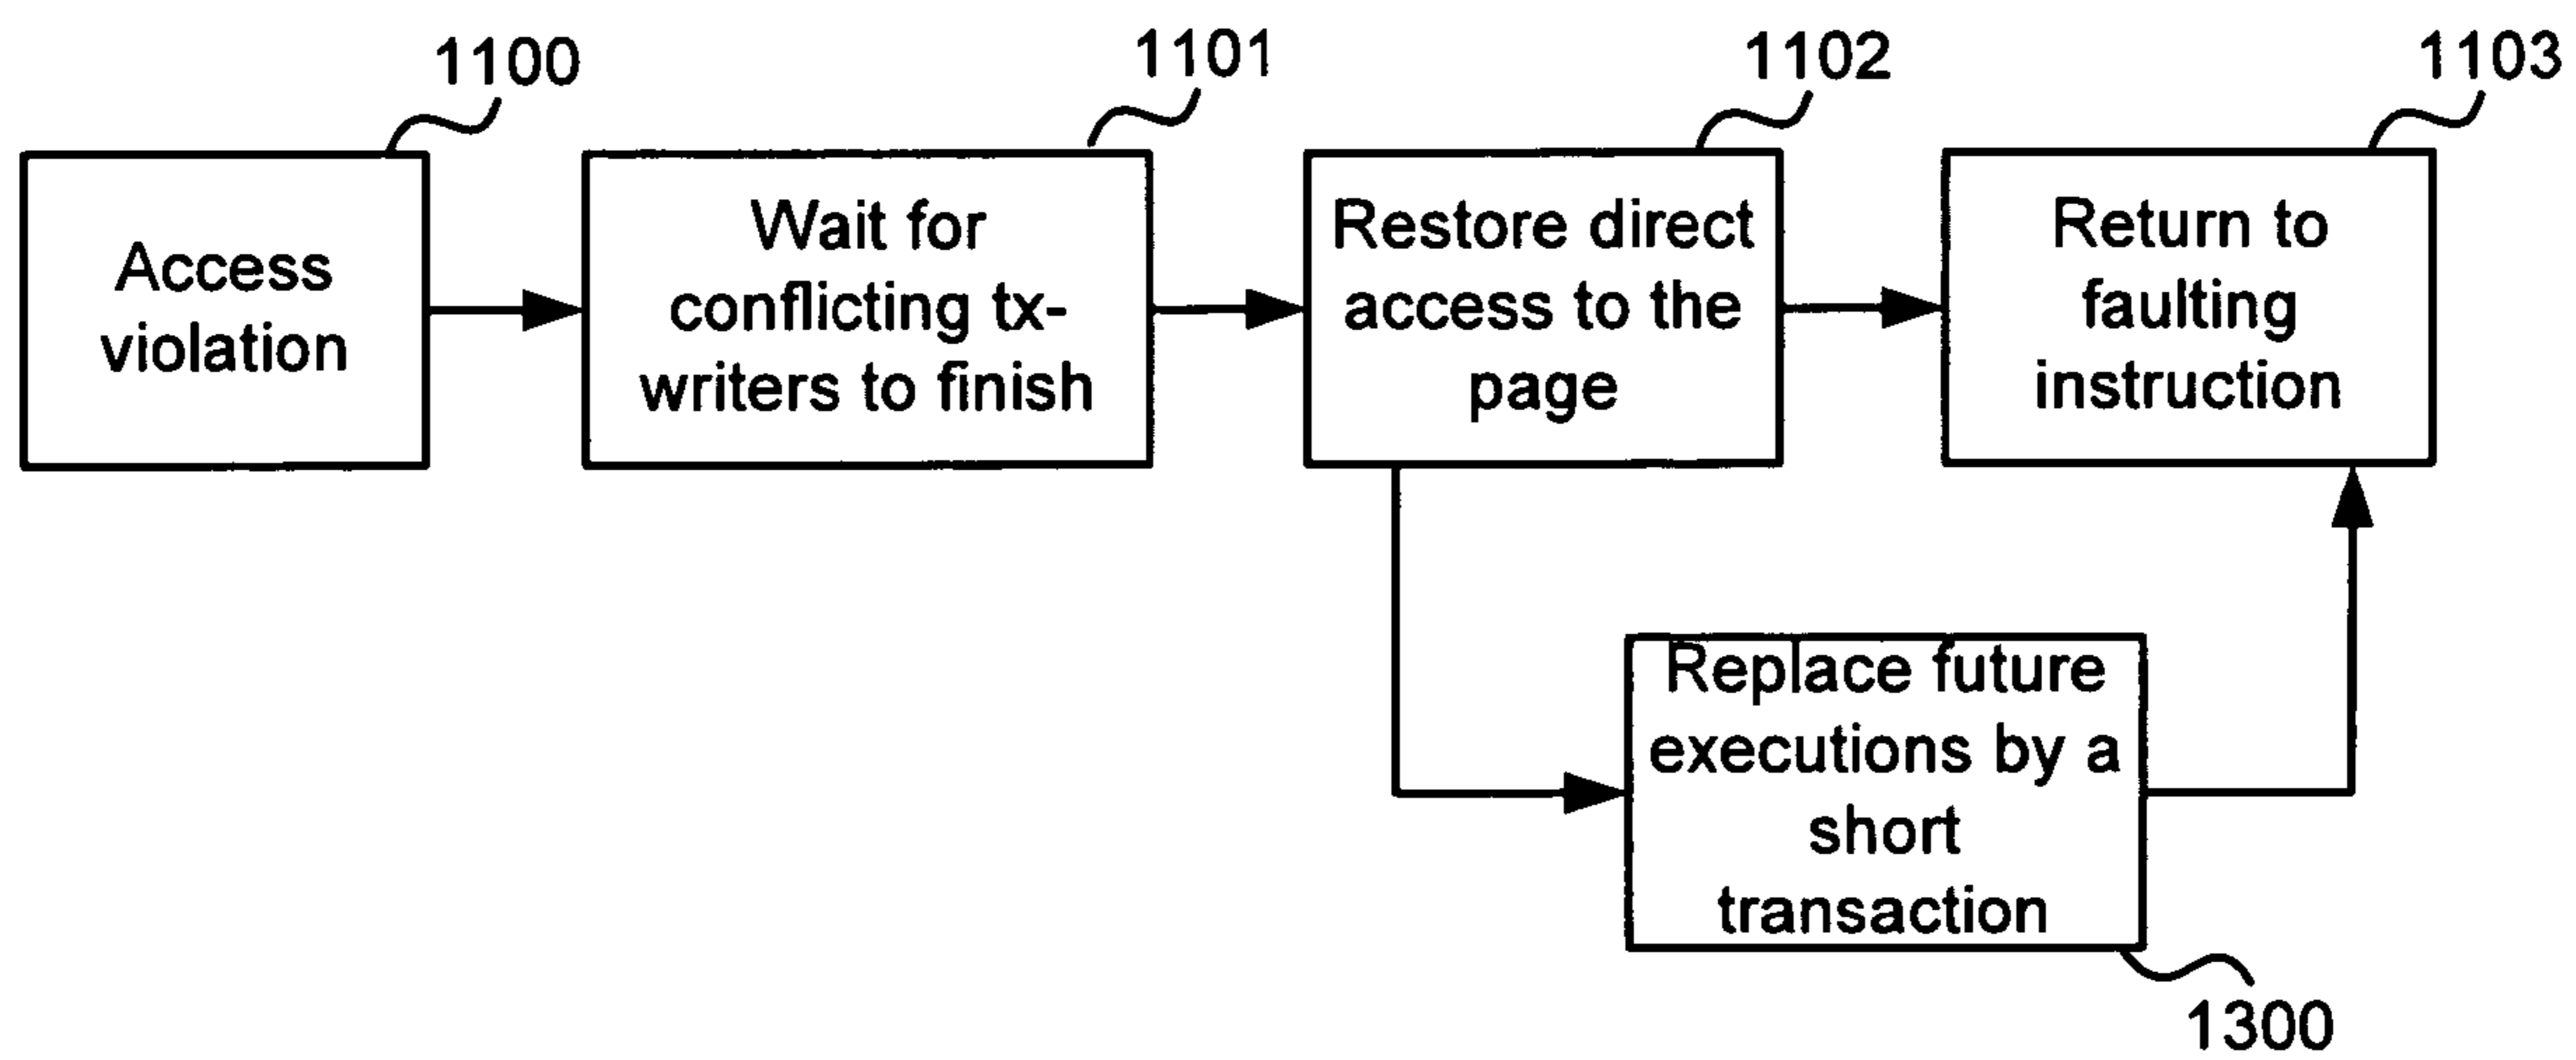 1100
1101
1102
1103
Access
violation
Wait for
conflicting tx-
writers to finish
Restore direct
access to the
page
Return to
faulting
instruction
Replace future
executions by a
short
transaction
1300